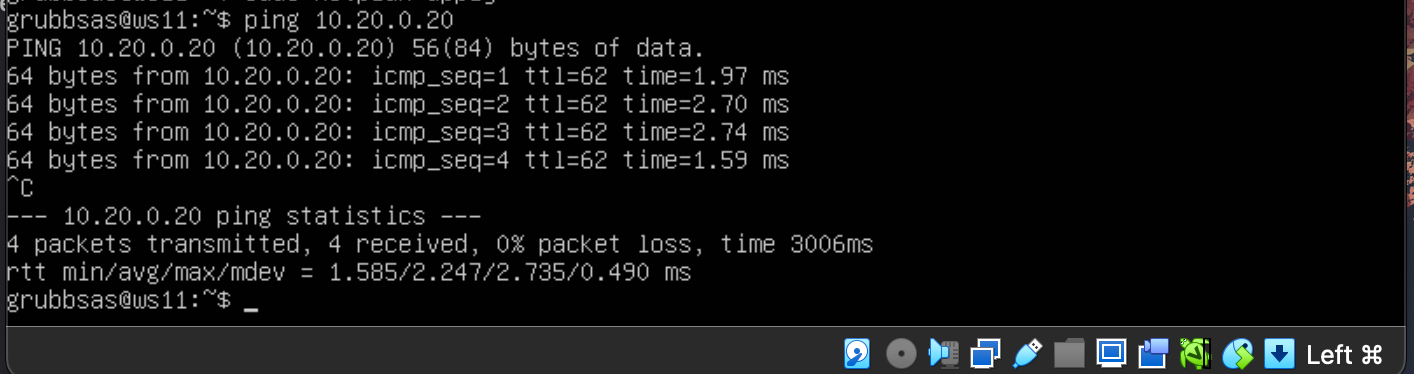 grubbsas@ws11:~$ ping 10.20.0.20
PING 10.20.0.20 (10.20.0.20) 56(84) bytes of data.
64 bytes from 10.20.0.20: icmp_seq=1 ttl=62 time=1.97 ms
64 bytes from 10.20.0.20: icmp_seq=2 ttl=62 time=2.70 ms
64 bytes from 10.20.0.20: icmp_seq=3 ttl=62 time=2.74 ms
64 bytes from 10.20.0.20: icmp_seq=4 ttl=62 time=1.59 ms
^C
--- 10.20.0.20 ping statistics ---
4 packets transmitted, 4 received, 0% packet loss, time 3006ms
rtt min/avg/max/mdev = 1.585/2.247/2.735/0.490 ms
grubbsas@ws11:~$ _
Left ⌘